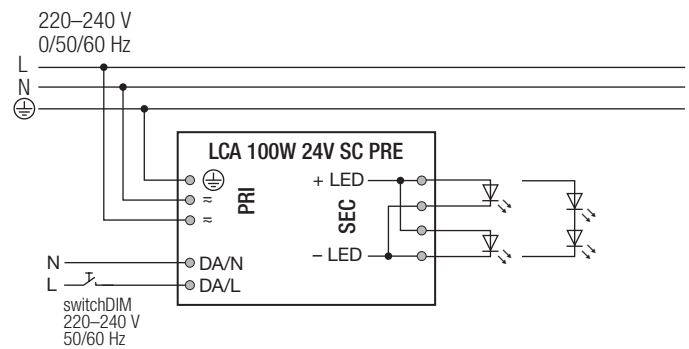 220–240 V
0/50/60 Hz
L
N
LCA 100W 24V SC PRE
+ LED
≂
PRI
SEC
≂
– LED
N
DA/N
L
DA/L
switchDIM
220–240 V
50/60 Hz